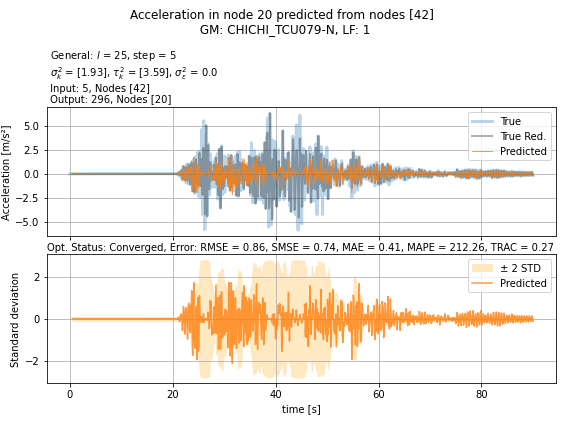 Acceleration in node 20 predicted from nodes [42]
GM: CHICHI_TCU079-N, LF: 1
General: l = 25, step = 5
σ²ₖ = [1.93], τ²ₖ = [3.59], σ²ε = 0.0
Input: 5, Nodes [42]
Output: 296, Nodes [20]
Acceleration [m/s²]
5.0
2.5
0.0
−2.5
−5.0
True
True Red.
Predicted
Opt. Status: Converged, Error: RMSE = 0.86, SMSE = 0.74, MAE = 0.41, MAPE = 212.26, TRAC = 0.27
Standard deviation
2
0
−2
± 2 STD
Predicted
0 20 40 60 80
time [s]